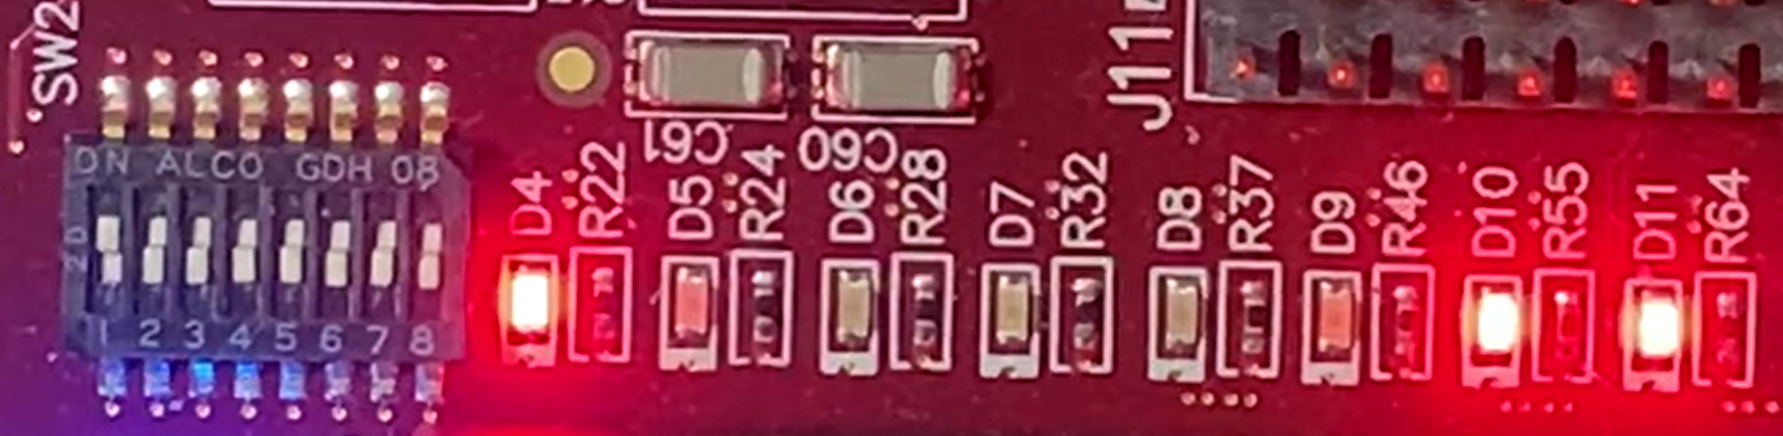 SW2
ON ALCO GDH 08
1 2 3 4 5 6 7 8
C61
C60
J11
D4
R22
D5
R24
D6
R28
D7
R32
D8
R37
D9
R46
D10
R55
D11
R64